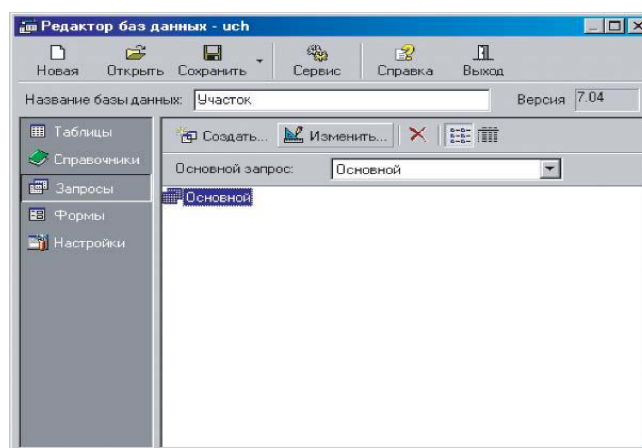 Редактор баз данных - uch
Новая Открыть Сохранить Сервис Справка Выход
Название базы данных: Участок Версия 7.04
Таблицы
Справочники
Запросы
Формы
Настройки
Создать... Изменить...
Основной запрос: Основной
Основной